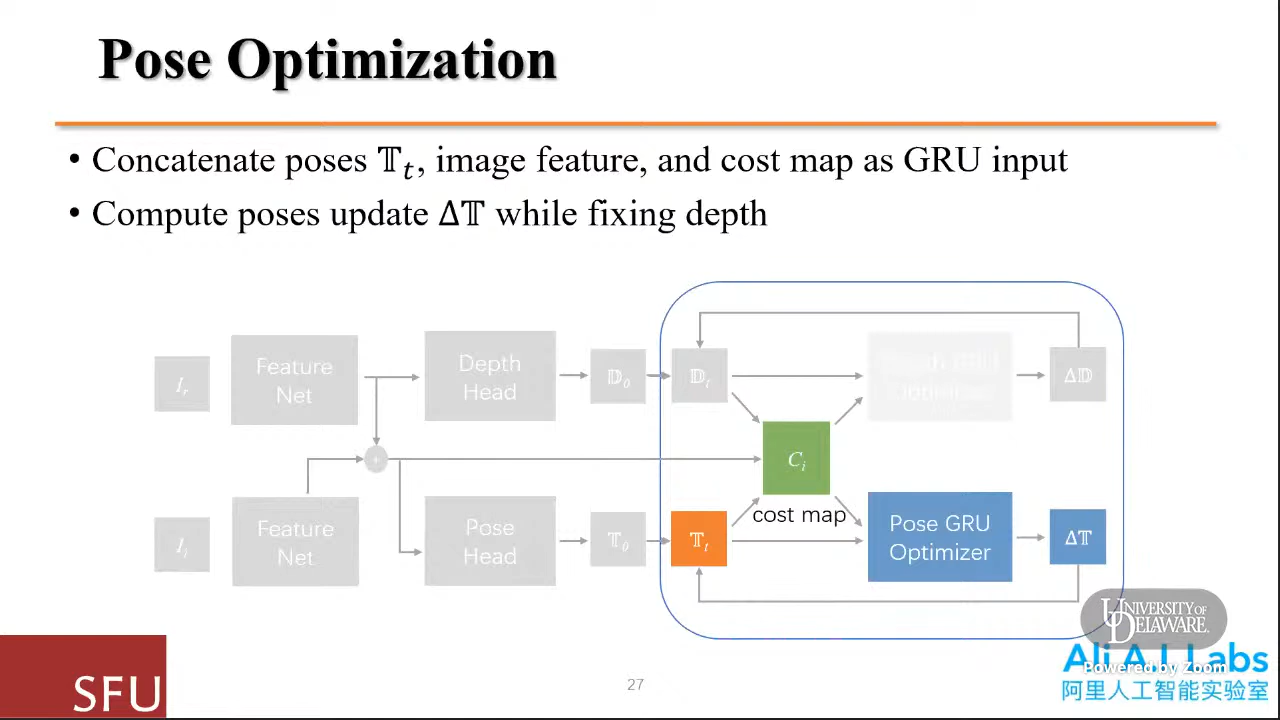 Pose Optimization
• Concatenate poses 𝕋ₜ, image feature, and cost map as GRU input
• Compute poses update Δ𝕋 while fixing depth
Iᵣ
Feature
Net
Depth
Head
𝔻₀
𝔻ₜ
Optimizer
Δ𝔻
+
Cᵢ
cost map
Iᵢ
Feature
Net
Pose
Head
𝕋₀
𝕋ₜ
Pose GRU
Optimizer
Δ𝕋
UNIVERSITY OF
DELAWARE.
Ali A.I. Labs
Powered by Zoom
阿里人工智能实验室
SFU
27